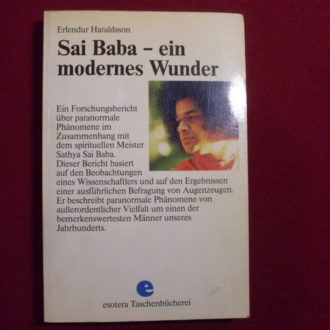 Erlendur Haraldsson
Sai Baba – ein
modernes Wunder
Ein Forschungsbericht
über paranormale
Phänomene im
Zusammenhang mit
dem spirituellen Meister
Sathya Sai Baba.
Dieser Bericht basiert
auf den Beobachtungen
eines Wissenschaftlers und auf den Ergebnissen
einer ausführlichen Befragung von Augenzeugen.
Er beschreibt paranormale Phänomene von
außerordentlicher Vielfalt um einen der
bemerkenswertesten Männer unseres
Jahrhunderts.
e
esotera Taschenbücherei